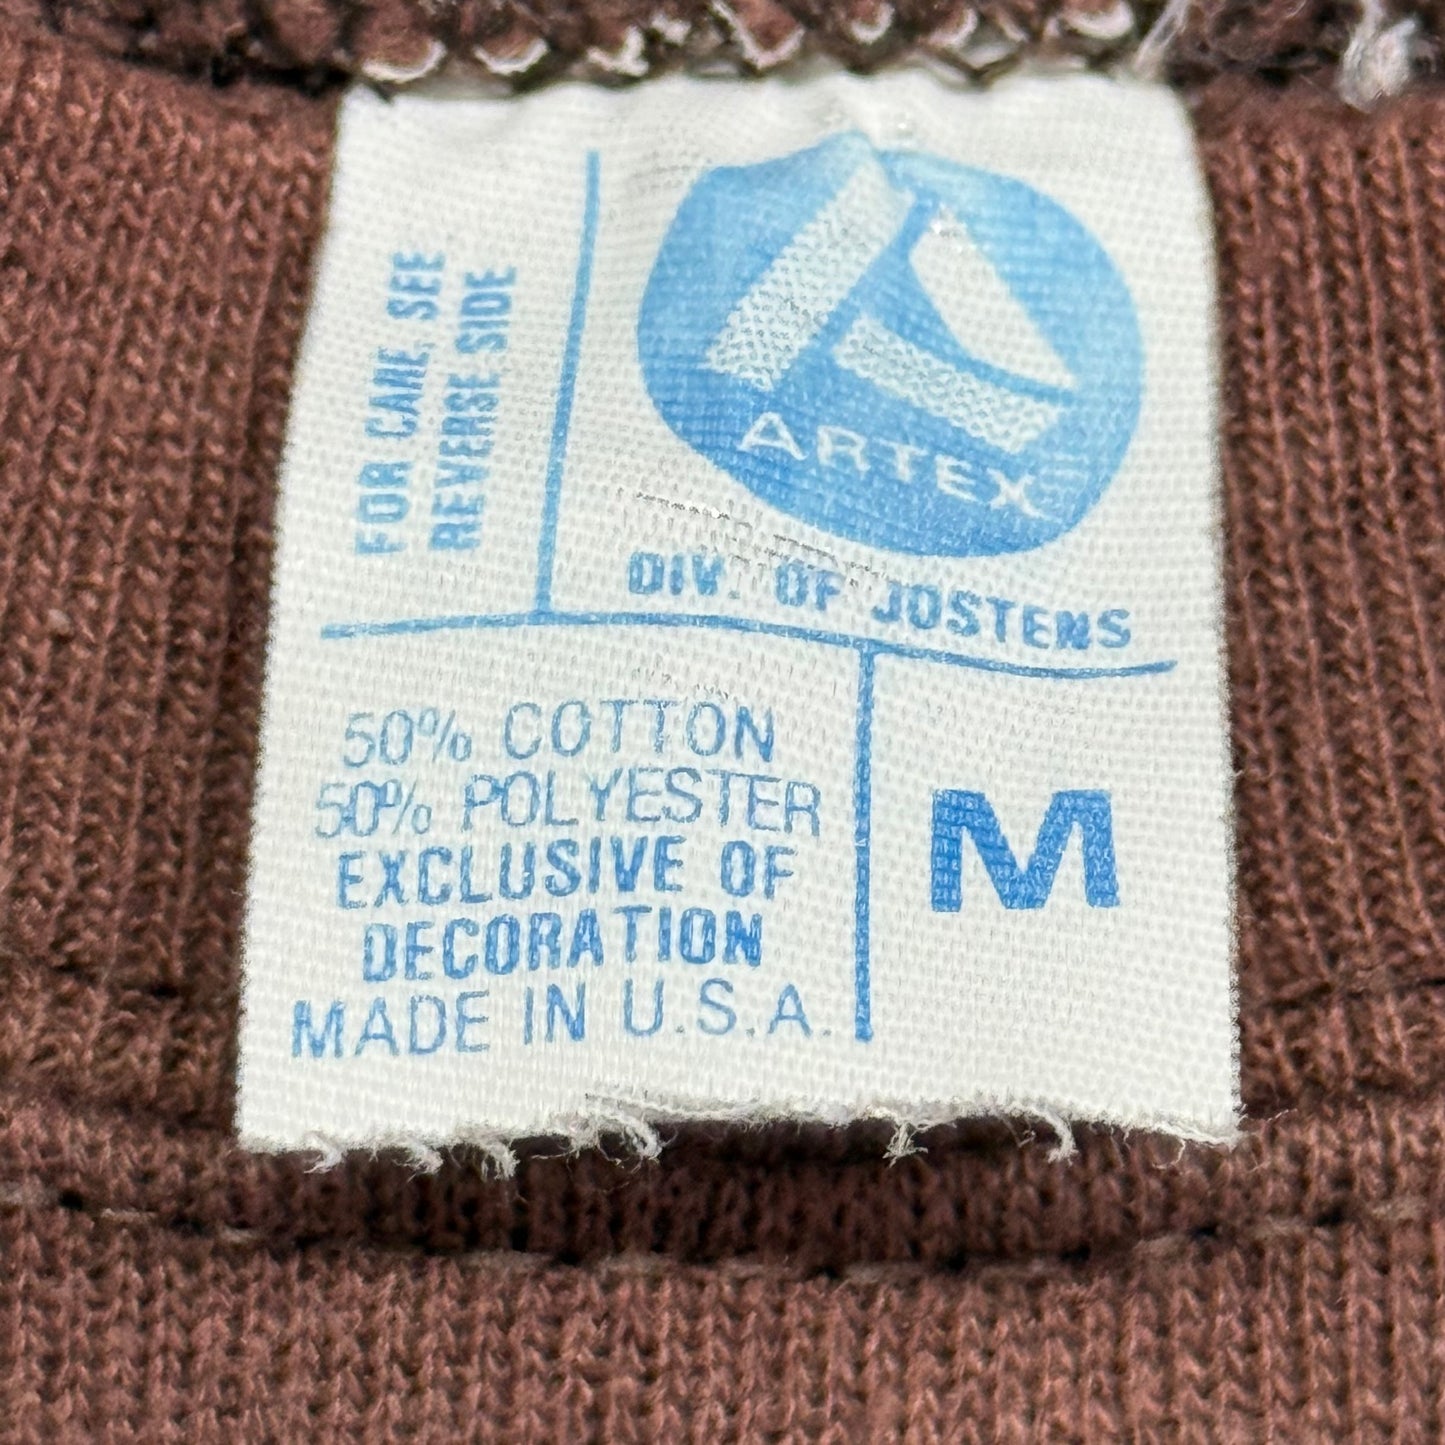 FOR CARE, SEE
REVERSE SIDE
ARTEX
DIV. OF JOSTENS
50% COTTON
50% POLYESTER
EXCLUSIVE OF
DECORATION
MADE IN U.S.A.
M